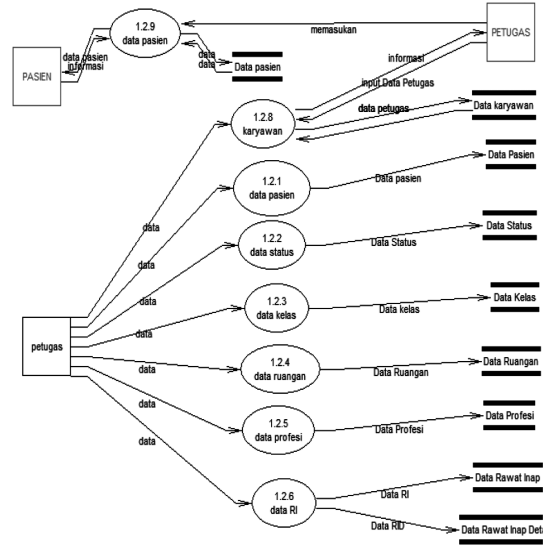 memasukan
1.2.9
data pasien
PETUGAS
data pasien
informasi
data
data
Data pasien
PASIEN
informasi
input Data Petugas
data petugas
Data karyawan
1.2.8
karyawan
Data Pasien
1.2.1
data pasien
Data pasien
data
Data Status
1.2.2
data status
Data Status
data
1.2.3
data kelas
Data Kelas
Data kelas
data
data
petugas
1.2.4
data ruangan
Data Ruangan
Data Ruangan
data
1.2.5
data profesi
Data Profesi
Data Profesi
data
data
1.2.6
data RI
Data RI
Data Rawat Inap
Data RID
Data Rawat Inap Deta